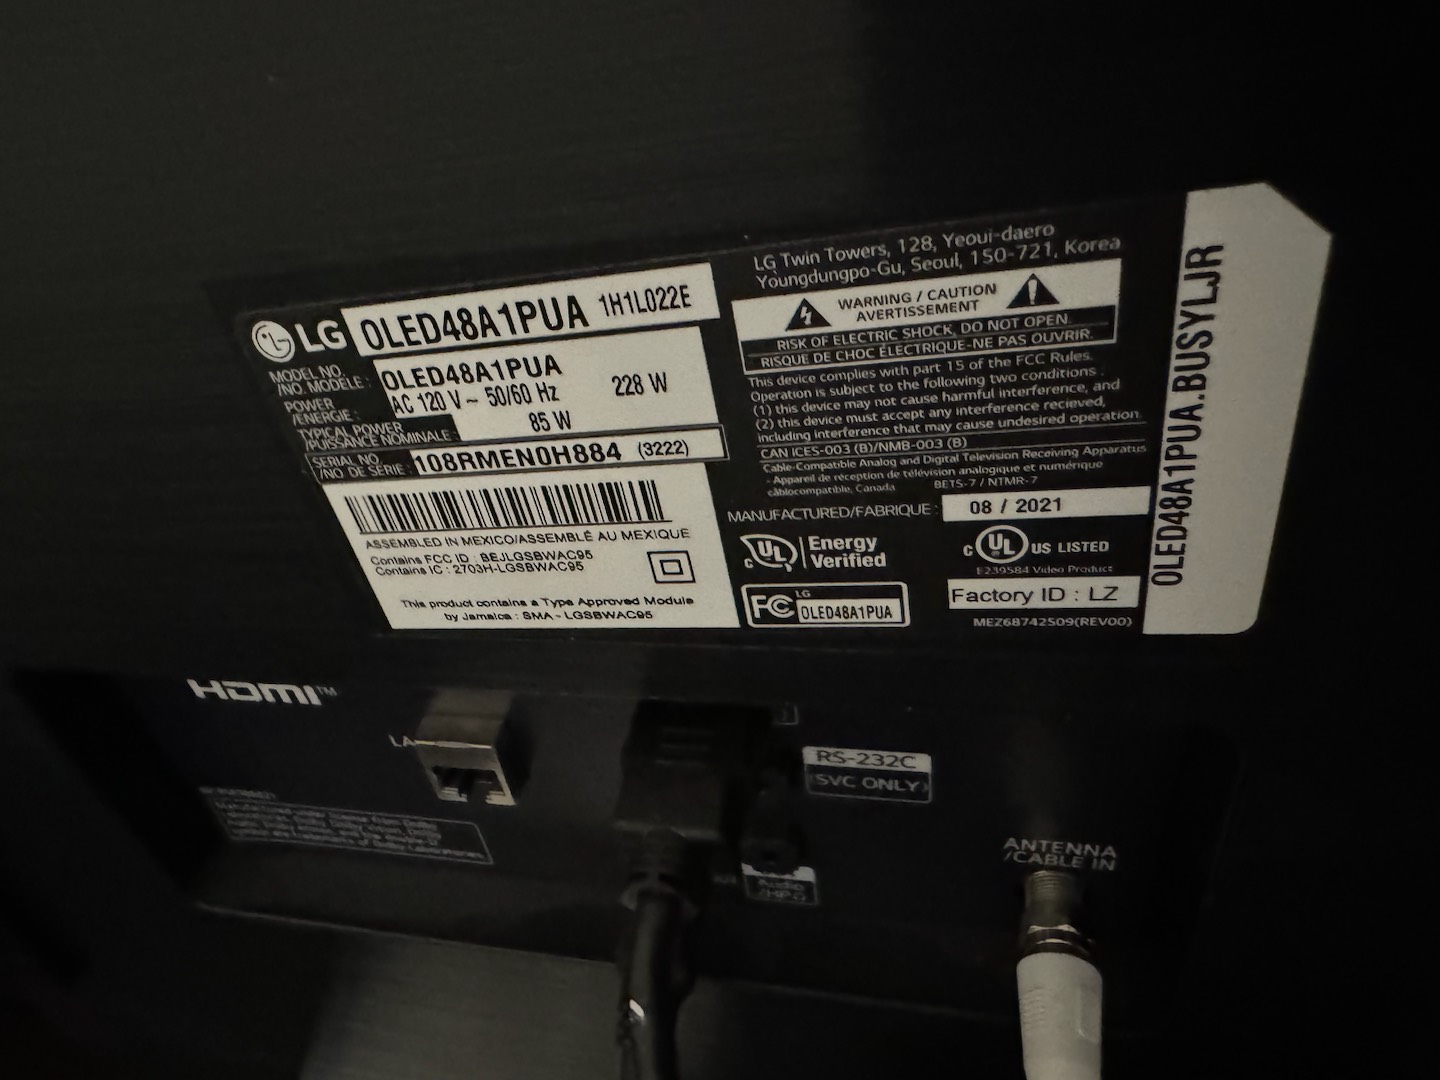 LG OLED48A1PUA 1H1L022E
MODEL NO.
/NO. MODÈLE : OLED48A1PUA
POWER
/ÉNERGIE : AC 120 V ~ 50/60 Hz 228 W
TYPICAL POWER
/PUISSANCE NOMINALE : 85 W
SERIAL NO.
/NO DE SÉRIE : 108RMEN0H884 (3222)
ASSEMBLED IN MEXICO/ASSEMBLÉ AU MEXIQUE
Contains FCC ID : BEJLGSBWAC95
Contains IC : 2703H-LGSBWAC95
This product contains a Type Approved Module
by Jamaica : SMA - LGSBWAC95
LG Twin Towers, 128, Yeoui-daero
Youngdungpo-Gu, Seoul, 150-721, Korea
WARNING / CAUTION
AVERTISSEMENT
RISK OF ELECTRIC SHOCK, DO NOT OPEN.
RISQUE DE CHOC ÉLECTRIQUE-NE PAS OUVRIR.
This device complies with part 15 of the FCC Rules.
Operation is subject to the following two conditions :
(1) this device may not cause harmful interference, and
(2) this device must accept any interference recieved,
including interference that may cause undesired operation.
CAN ICES-003 (B)/NMB-003 (B)
Cable-Compatible Analog and Digital Television Receiving Apparatus
- Appareil de réception de télévision analogique et numérique
câblocompatible, Canada BETS-7 / NTMR-7
MANUFACTURED/FABRIQUÉ : 08 / 2021
c UL Energy
Verified
c UL US LISTED
E239584 Video Product
FC LG
OLED48A1PUA
Factory ID : LZ
MEZ68742509(REV00)
OLED48A1PUA.BUSYLJR
HDMI™
LA
RS-232C
(SVC ONLY)
Audio
/HP
ANTENNA
/CABLE IN